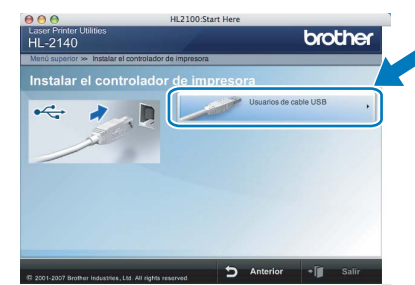 HL2100:Start Here
Laser Printer Utilities
HL-2140
brother
Menú superior >> Instalar el controlador de impresora
Instalar el controlador de impresora
Usuarios de cable USB
© 2001-2007 Brother Industries, Ltd. All rights reserved.
Anterior
Salir